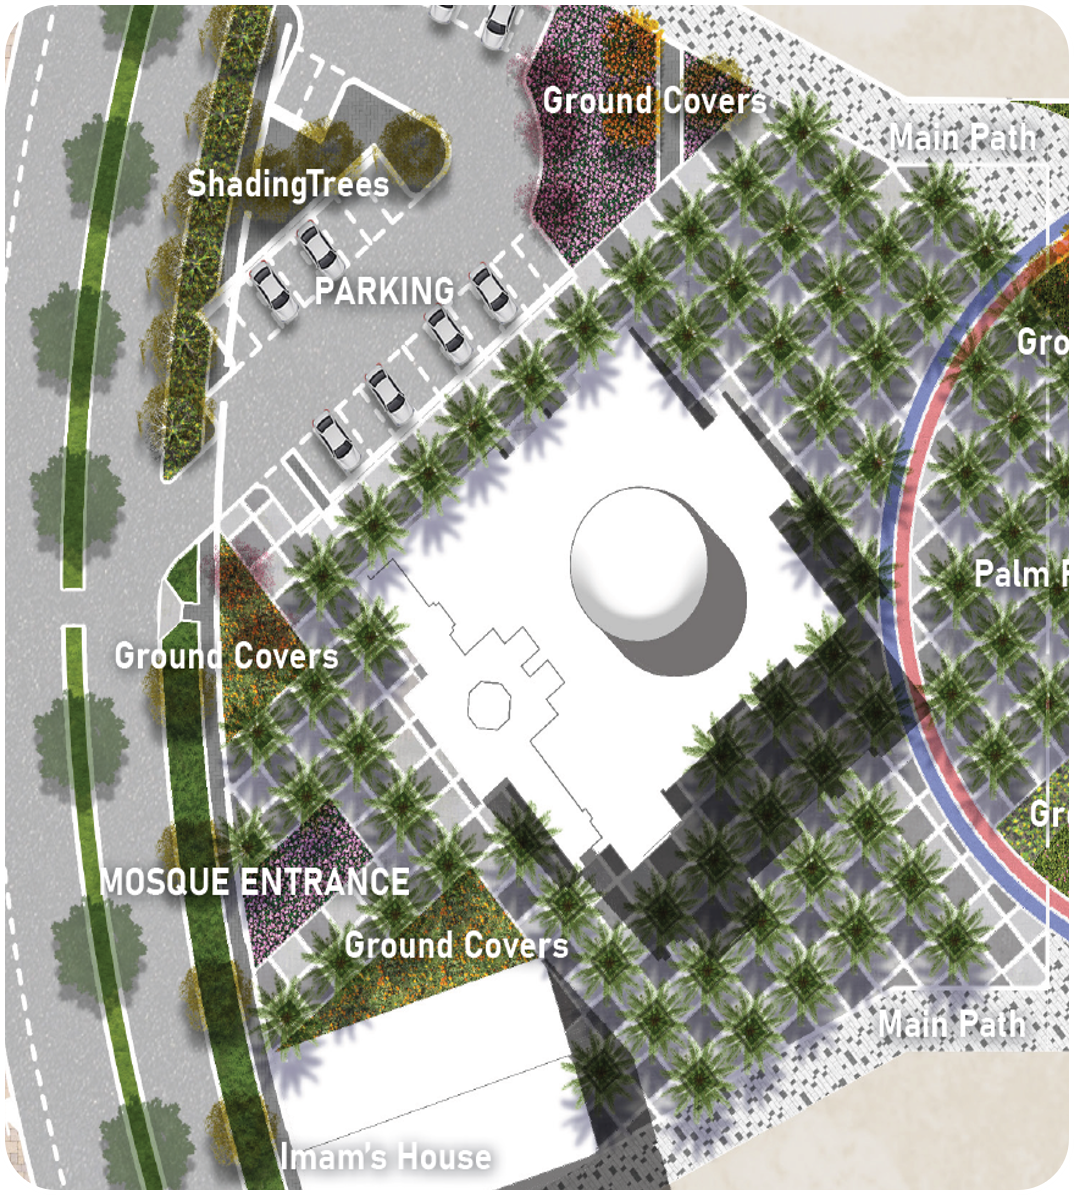 Ground Covers
Main Path
ShadingTrees
PARKING
Gro
Palm
Ground Covers
Gr
MOSQUE ENTRANCE
Ground Covers
Main Path
Imam's House